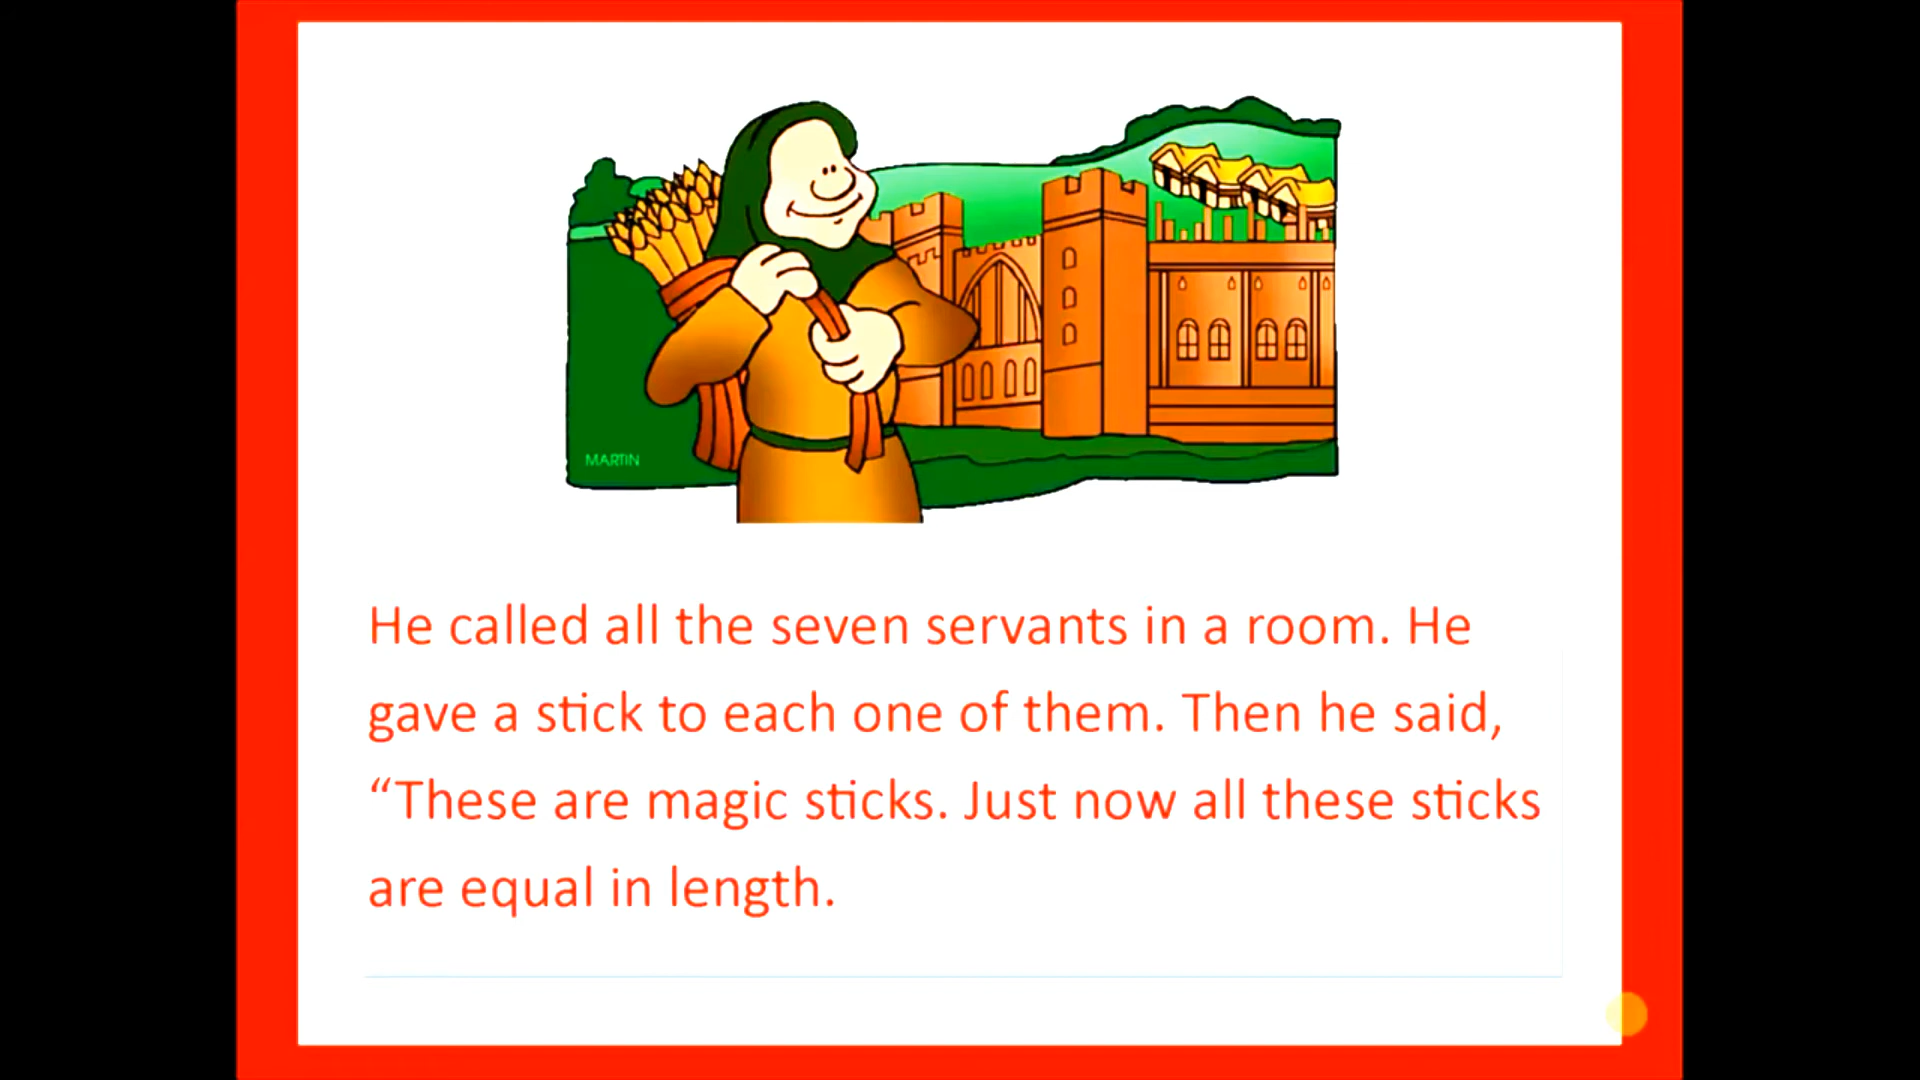 MARTIN
He called all the seven servants in a room. He
gave a stick to each one of them. Then he said,
“These are magic sticks. Just now all these sticks
are equal in length.